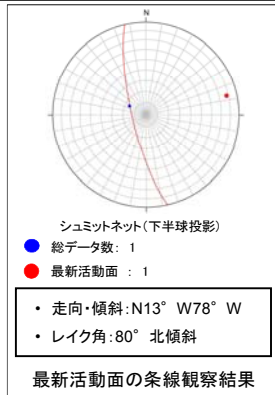 N
シュミットネット(下半球投影)
総データ数: 1
最新活動面 : 1
• 走向・傾斜:N13° W78° W
• レイク角:80° 北傾斜
最新活動面の条線観察結果